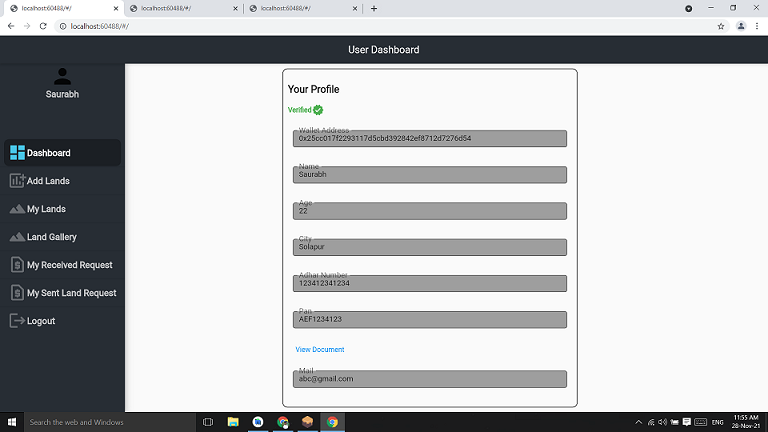 localhost:60488/#/
localhost:60488/#/
localhost:60488/#/
localhost:60488/#/
User Dashboard
Saurabh
Dashboard
Add Lands
My Lands
Land Gallery
My Received Request
My Sent Land Request
Logout
Your Profile
Verified
Wallet Address
0x25cc017f2293117d5cbd392842ef8712d7276d54
Name
Saurabh
Age
22
City
Solapur
Adhar Number
123412341234
Pan
AEF1234123
View Document
Mail
abc@gmail.com
Search the web and Windows
ENG
11:55 AM
28-Nov-21